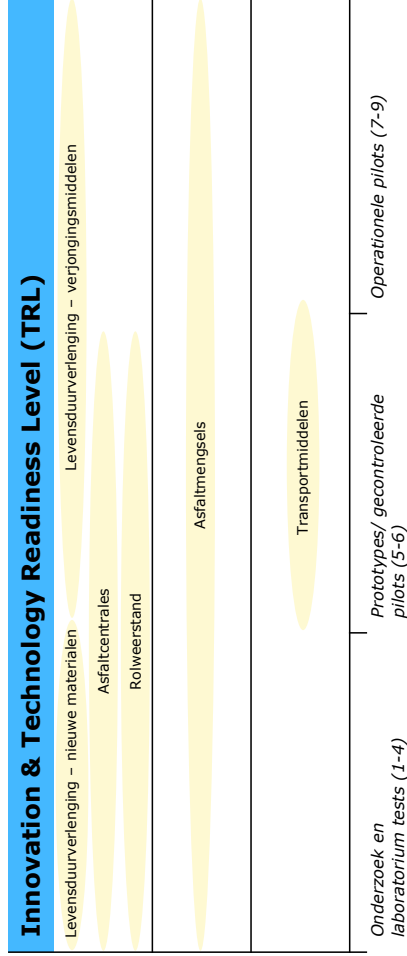 Innovation & Technology Readiness Level (TRL)
Levensduurverlenging – nieuwe materialen
Levensduurverlenging – verjongingsmiddelen
Asfaltcentrales
Rolweerstand
Asfaltmengsels
Transportmiddelen
Onderzoek en
laboratorium tests (1-4)
Prototypes/ gecontroleerde
pilots (5-6)
Operationele pilots (7-9)